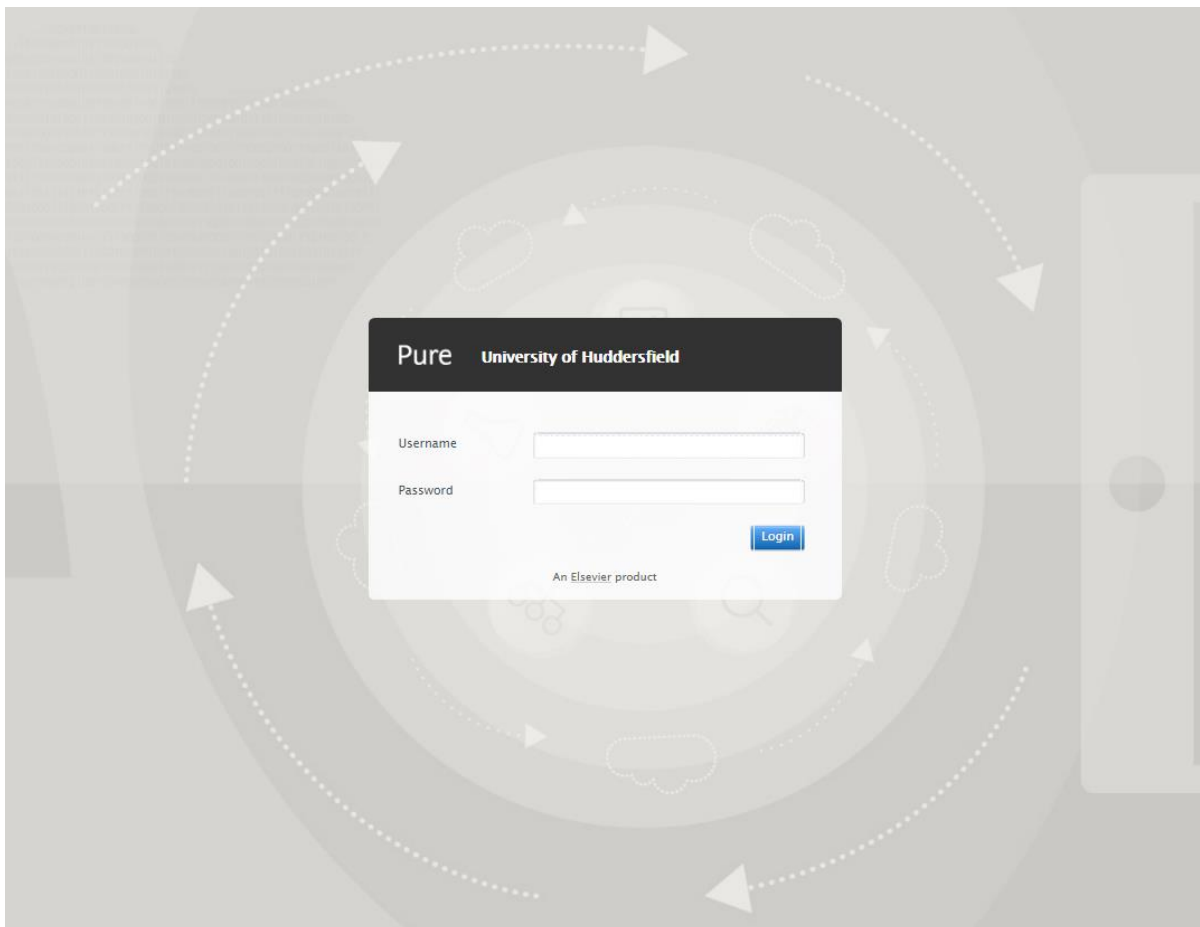 Pure University of Huddersfield
Username
Password
Login
An Elsevier product